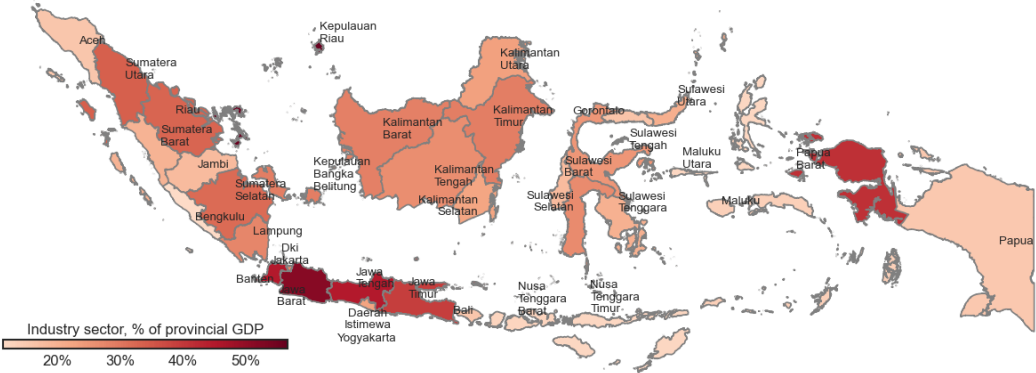 Kepulauan
Riau
Aceh
Sumatera
Utara
Kalimantan
Utara
Riau
Sumatera
Barat
Kalimantan
Barat
Kalimantan
Timur
Gorontalo
Sulawesi
Utara
Sulawesi
Tengah
Maluku
Utara
Papua
Barat
Jambi
Kepulauan
Bangka
Belitung
Sumatera
Selatan
Kalimantan
Tengah
Kalimantan
Selatan
Sulawesi
Barat
Sulawesi
Selatan
Sulawesi
Tenggara
Maluku
Bengkulu
Lampung
Papua
Dki
Jakarta
Banten
Barat
Jawa
Tengah
Jawa
Timur
Daerah
Istimewa
Yogyakarta
Bali
Nusa
Tenggara
Barat
Nusa
Tenggara
Timur
Industry sector, % of provincial GDP
20% 30% 40% 50%